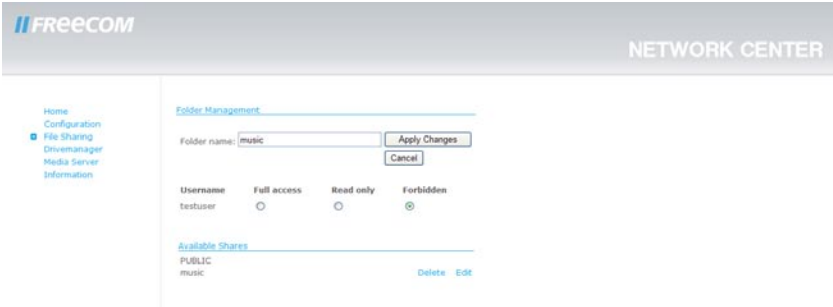 FREECOM
NETWORK CENTER
Home
Configuration
File Sharing
Drivemanager
Media Server
Information
Folder Management
Folder name: music Apply Changes
Cancel
Username Full access Read only Forbidden
testuser
Available Shares
PUBLIC
music Delete Edit